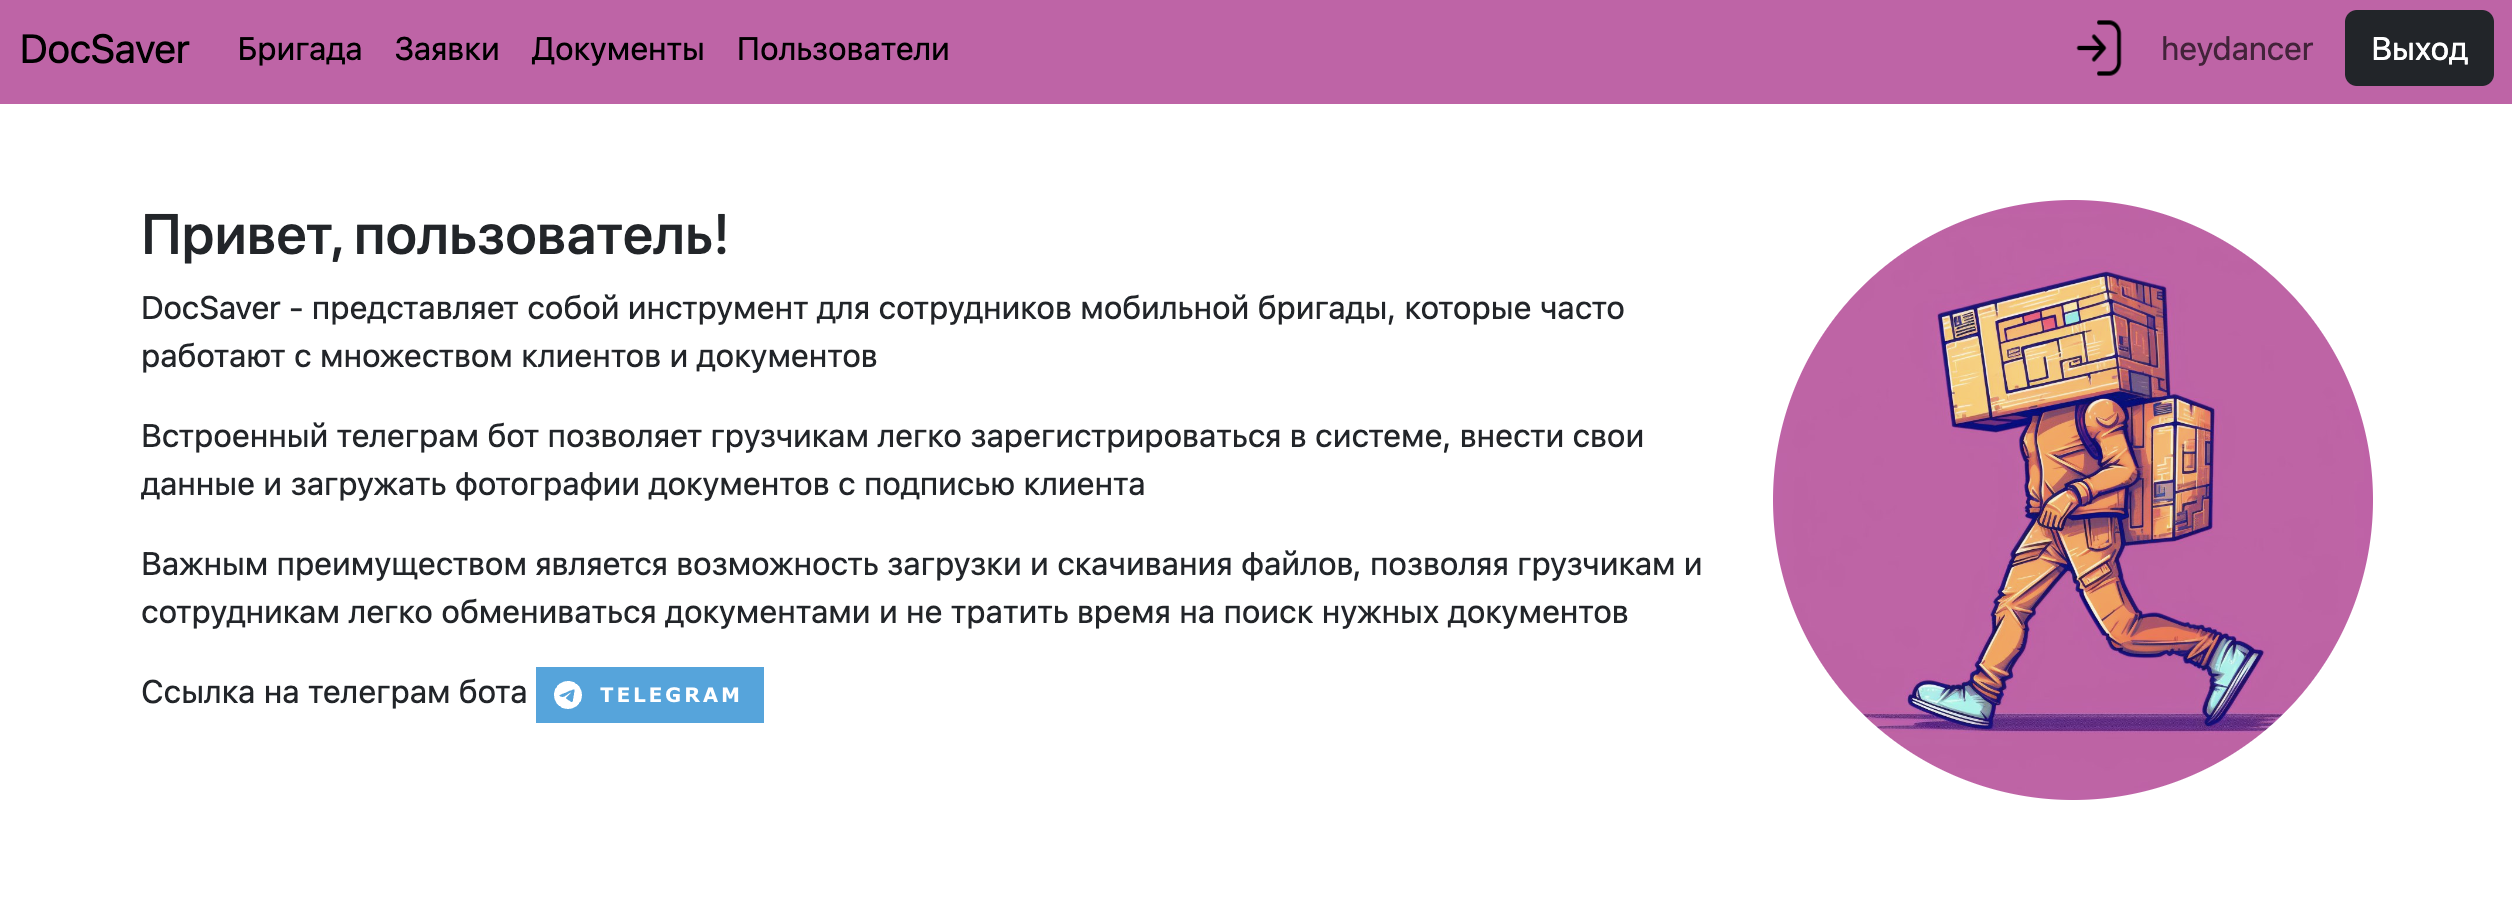 DocSaver Бригада Заявки Документы Пользователи heydancer Выход
Привет, пользователь!
DocSaver - представляет собой инструмент для сотрудников мобильной бригады, которые часто
работают с множеством клиентов и документов
Встроенный телеграм бот позволяет грузчикам легко зарегистрироваться в системе, внести свои
данные и загружать фотографии документов с подписью клиента
Важным преимуществом является возможность загрузки и скачивания файлов, позволяя грузчикам и
сотрудникам легко обмениваться документами и не тратить время на поиск нужных документов
Ссылка на телеграм бота TELEGRAM